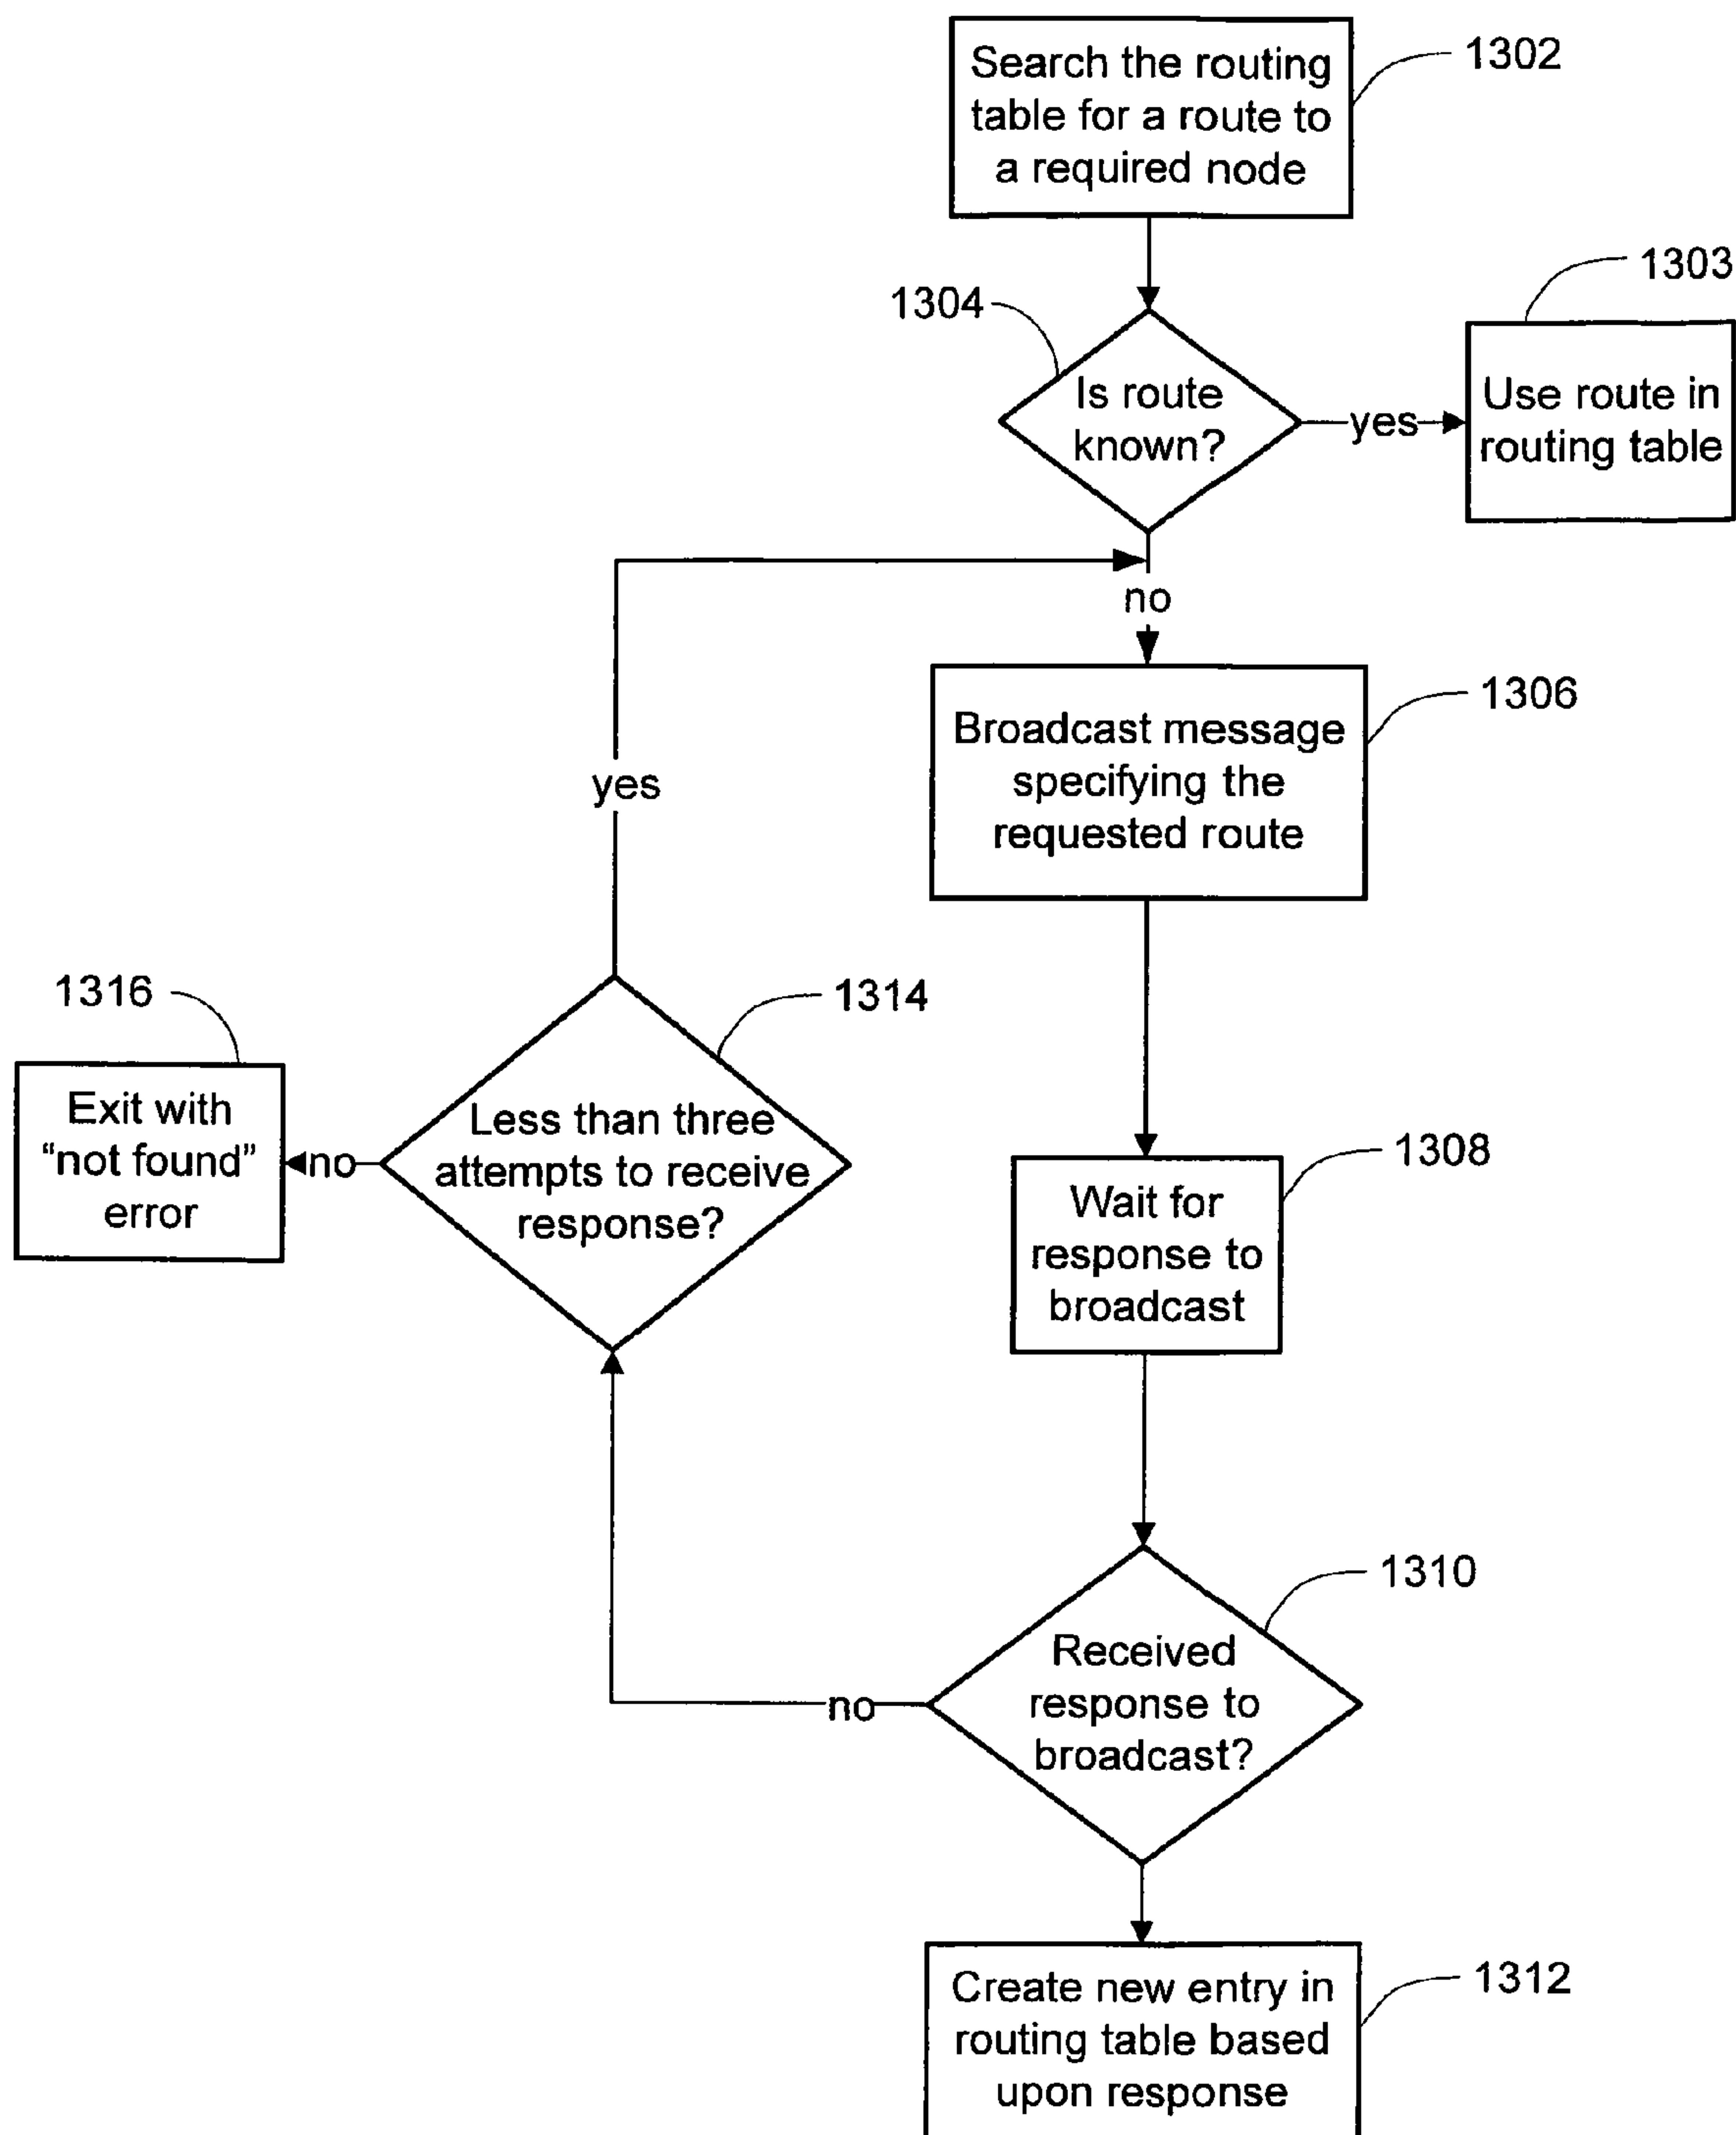 Search the routing
table for a route to
a required node
1302
1303
1304
Is route
known?
yes
Use route in
routing table
no
1306
Broadcast message
specifying the
requested route
yes
1316
1314
Exit with
“not found”
error
no
Less than three
attempts to receive
response?
1308
Wait for
response to
broadcast
1310
Received
response to
broadcast?
no
1312
Create new entry in
routing table based
upon response